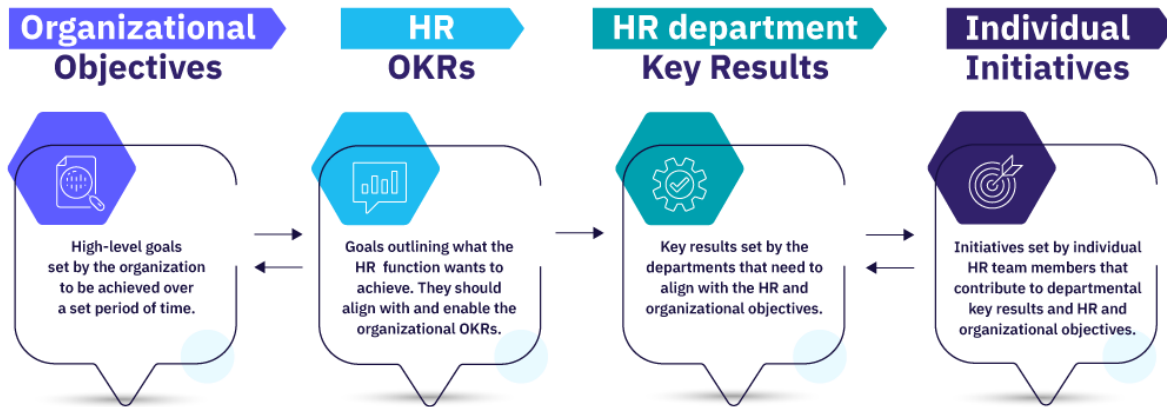 Organizational
Objectives
High-level goals
set by the organization
to be achieved over
a set period of time.
HR
OKRs
Goals outlining what the
HR function wants to
achieve. They should
align with and enable the
organizational OKRs.
HR department
Key Results
Key results set by the
departments that need to
align with the HR and
organizational objectives.
Individual
Initiatives
Initiatives set by individual
HR team members that
contribute to departmental
key results and HR and
organizational objectives.